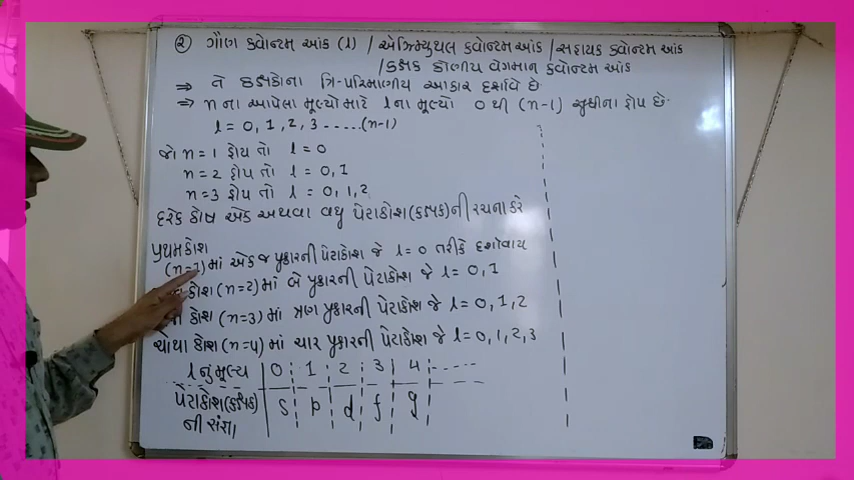 ② ગૌણ ક્વોન્ટમ આંક (l) / એઝિમ્યુથલ ક્વોન્ટમઆંક / સહાયક ક્વોન્ટમ આંક
/કક્ષક કોણીય વેગમાન ક્વોન્ટમ આંક
⇒ તે કક્ષકોના ત્રિ-પરિમાણીય આકાર દર્શાવે છે.
⇒ n ના આપેલા મૂલ્યો માટે l ના મૂલ્યો 0 થી (n-1) સુધીના હોય છે.
l = 0, 1, 2, 3 .....(n-1)
જો n = 1 હોય તો l = 0
n = 2 હોય તો l = 0, 1
n = 3 હોય તો l = 0, 1, 2
દરેક કોષ એક અથવા વધુ પેટાકોશ(કક્ષક)ની રચના કરે
પ્રથમકોશ
(n=1)માં એક જ પ્રકારની પેટાકોશ જે l = 0 તરીકે દર્શાવાય
કોશ (n=2) માં બે પ્રકારની પેટાકોશ જે l = 0, 1
કોશ (n=3) માં ત્રણ પ્રકારની પેટાકોશ જે l = 0, 1, 2
ચોથા કોશ (n=4) માં ચાર પ્રકારની પેટાકોશ જે l = 0, 1, 2, 3
l નુ મૂલ્ય 0 1 2 3 4 -----
પેટાકોશ(કક્ષક) s p d f g
ની સંજ્ઞા